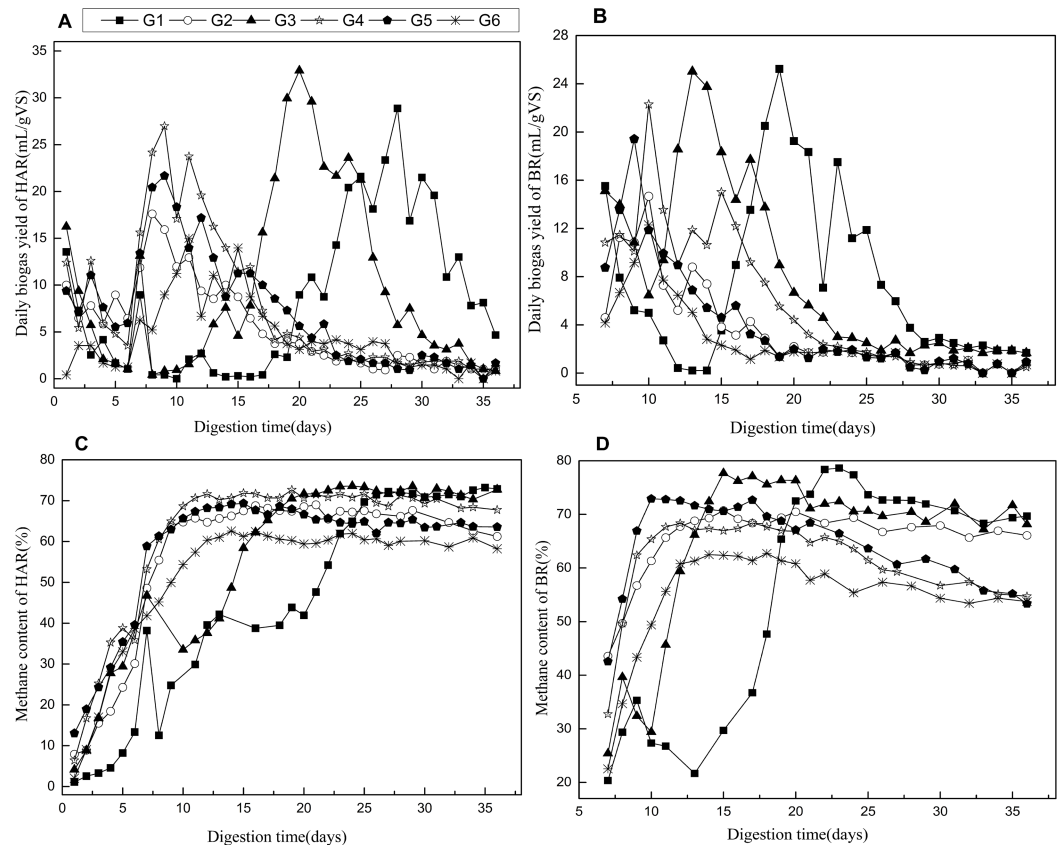 A
G1 G2 G3 G4 G5 G6
B
Daily biogas yield of HAR(mL/gVS)
35
30
25
20
15
10
5
0
0 5 10 15 20 25 30 35
Digestion time(days)
Daily biogas yield of BR(mL/gVS)
28
24
20
16
12
8
4
0
5 10 15 20 25 30 35
Digestion time(days)
C
Methane content of HAR(%)
80
70
60
50
40
30
20
10
0
0 5 10 15 20 25 30 35
Digestion time(days)
D
Methane content of BR(%)
80
70
60
50
40
30
20
5 10 15 20 25 30 35
Digestion time(days)